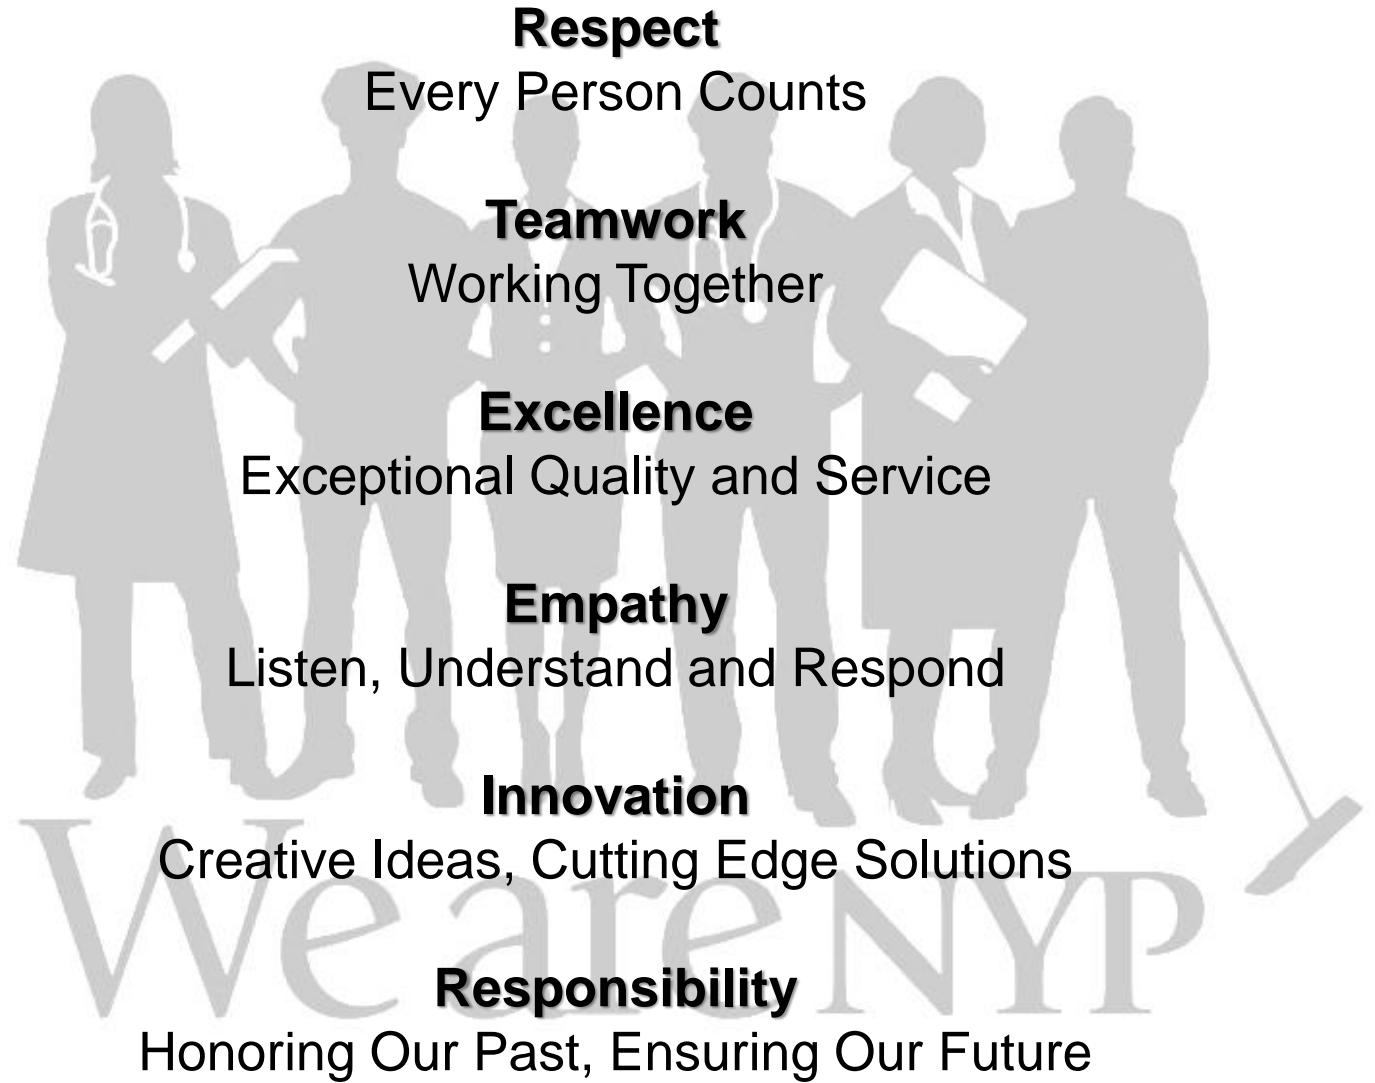 Respect
Every Person Counts
Teamwork
Working Together
Excellence
Exceptional Quality and Service
Empathy
Listen, Understand and Respond
Innovation
Creative Ideas, Cutting Edge Solutions
We are NYP
Responsibility
Honoring Our Past, Ensuring Our Future